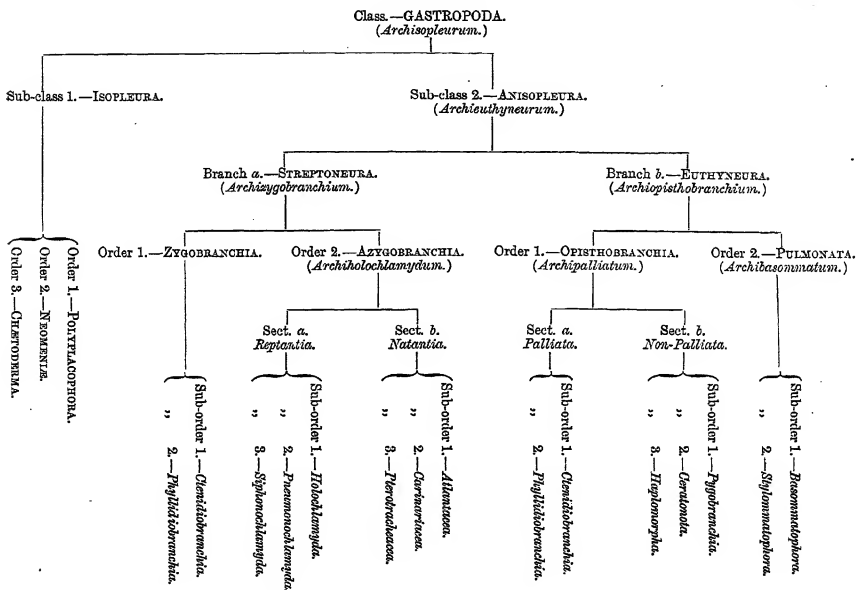 Class.—GASTROPODA.
(Archisopleurum.)
Sub-class 1.—ISOPLEURA.
Sub-class 2.—ANISOPLEURA.
(Archieuthyneurum.)
Branch a.—STREPTONEURA.
(Archizygobranchium.)
Branch b.—EUTHYNEURA.
(Archiopisthobranchium.)
Order 1.—POLYPLACOPHORA.
Order 2.—NEOMENIÆ.
Order 3.—CHÆTODERMA.
Order 1.—ZYGOBRANCHIA.
Order 2.—AZYGOBRANCHIA.
(Archiholochlamydum.)
Order 1.—OPISTHOBRANCHIA.
(Archipalliatum.)
Order 2.—PULMONATA.
(Archibasommatum.)
Sect. a.
Reptantia.
Sect. b.
Natantia.
Sect. a.
Palliata.
Sect. b.
Non-Palliata.
Sub-order 1.—Ctenidiobranchia.
„ 2.—Phyllidiobranchia.
Sub-order 1.—Holochlamyda.
„ 2.—Pneumonochlamyda.
„ 3.—Siphonochlamyda.
Sub-order 1.—Atlantacea.
„ 2.—Carinariacea.
„ 3.—Pterotracheacea.
Sub-order 1.—Ctenidiobranchia.
„ 2.—Phyllidiobranchia.
Sub-order 1.—Pygobranchia.
„ 2.—Ceratonota.
„ 3.—Haplomorpha.
Sub-order 1.—Basommatophora.
„ 2.—Stylommatophora.